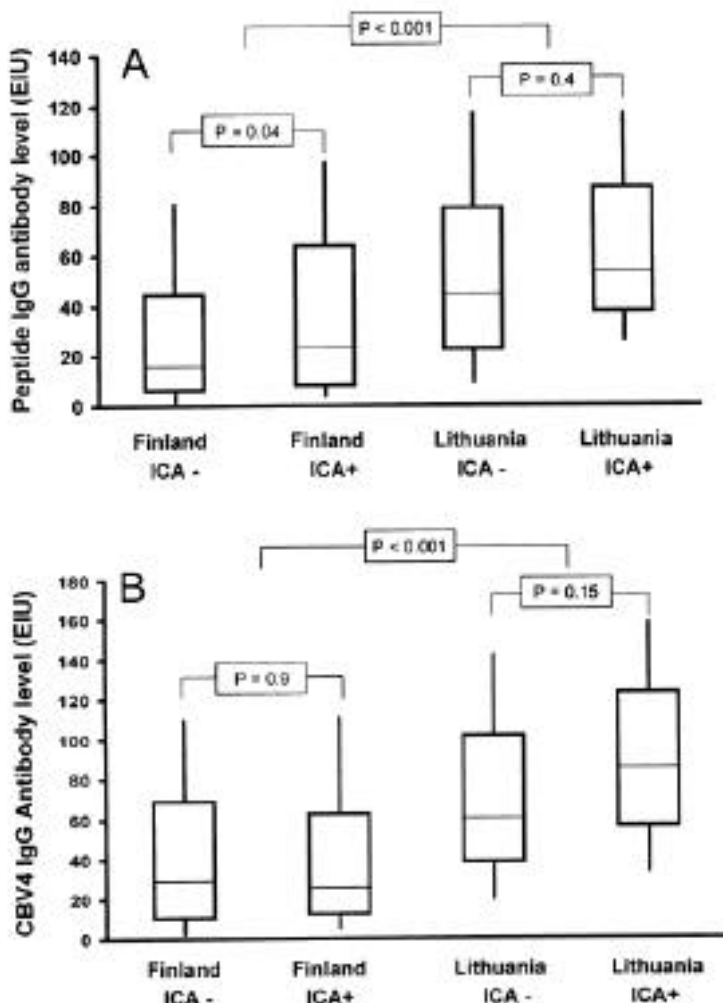 P < 0.001
A
P = 0.4
P = 0.04
Peptide IgG antibody level (EIU)
140
120
100
80
60
40
20
0
Finland
ICA -
Finland
ICA+
Lithuania
ICA -
Lithuania
ICA+
P < 0.001
B
P = 0.15
P = 0.9
CBV4 IgG Antibody level (EIU)
180
160
140
120
100
80
60
40
20
0
Finland
ICA -
Finland
ICA+
Lithuania
ICA -
Lithuania
ICA+